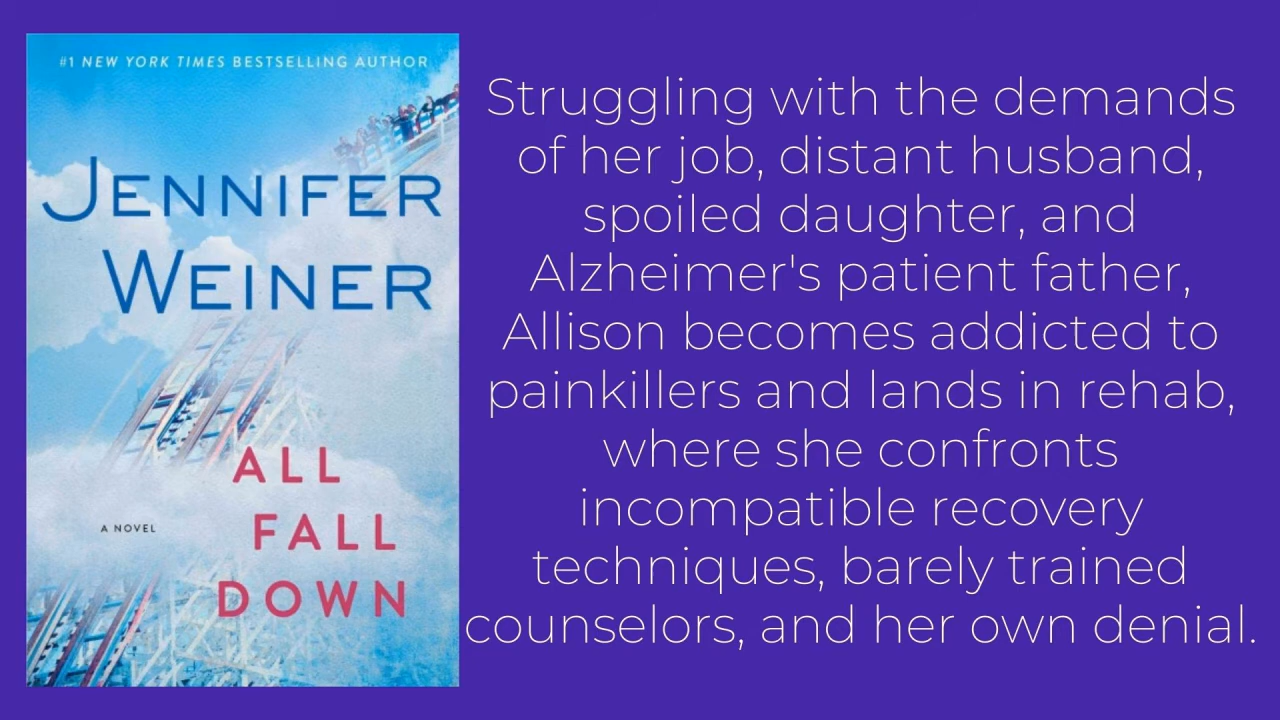 #1 NEW YORK TIMES BESTSELLING AUTHOR
JENNIFER
WEINER
ALL
FALL
A NOVEL
DOWN
Struggling with the demands
of her job, distant husband,
spoiled daughter, and
Alzheimer's patient father,
Allison becomes addicted to
painkillers and lands in rehab,
where she confronts
incompatible recovery
techniques, barely trained
counselors, and her own denial.